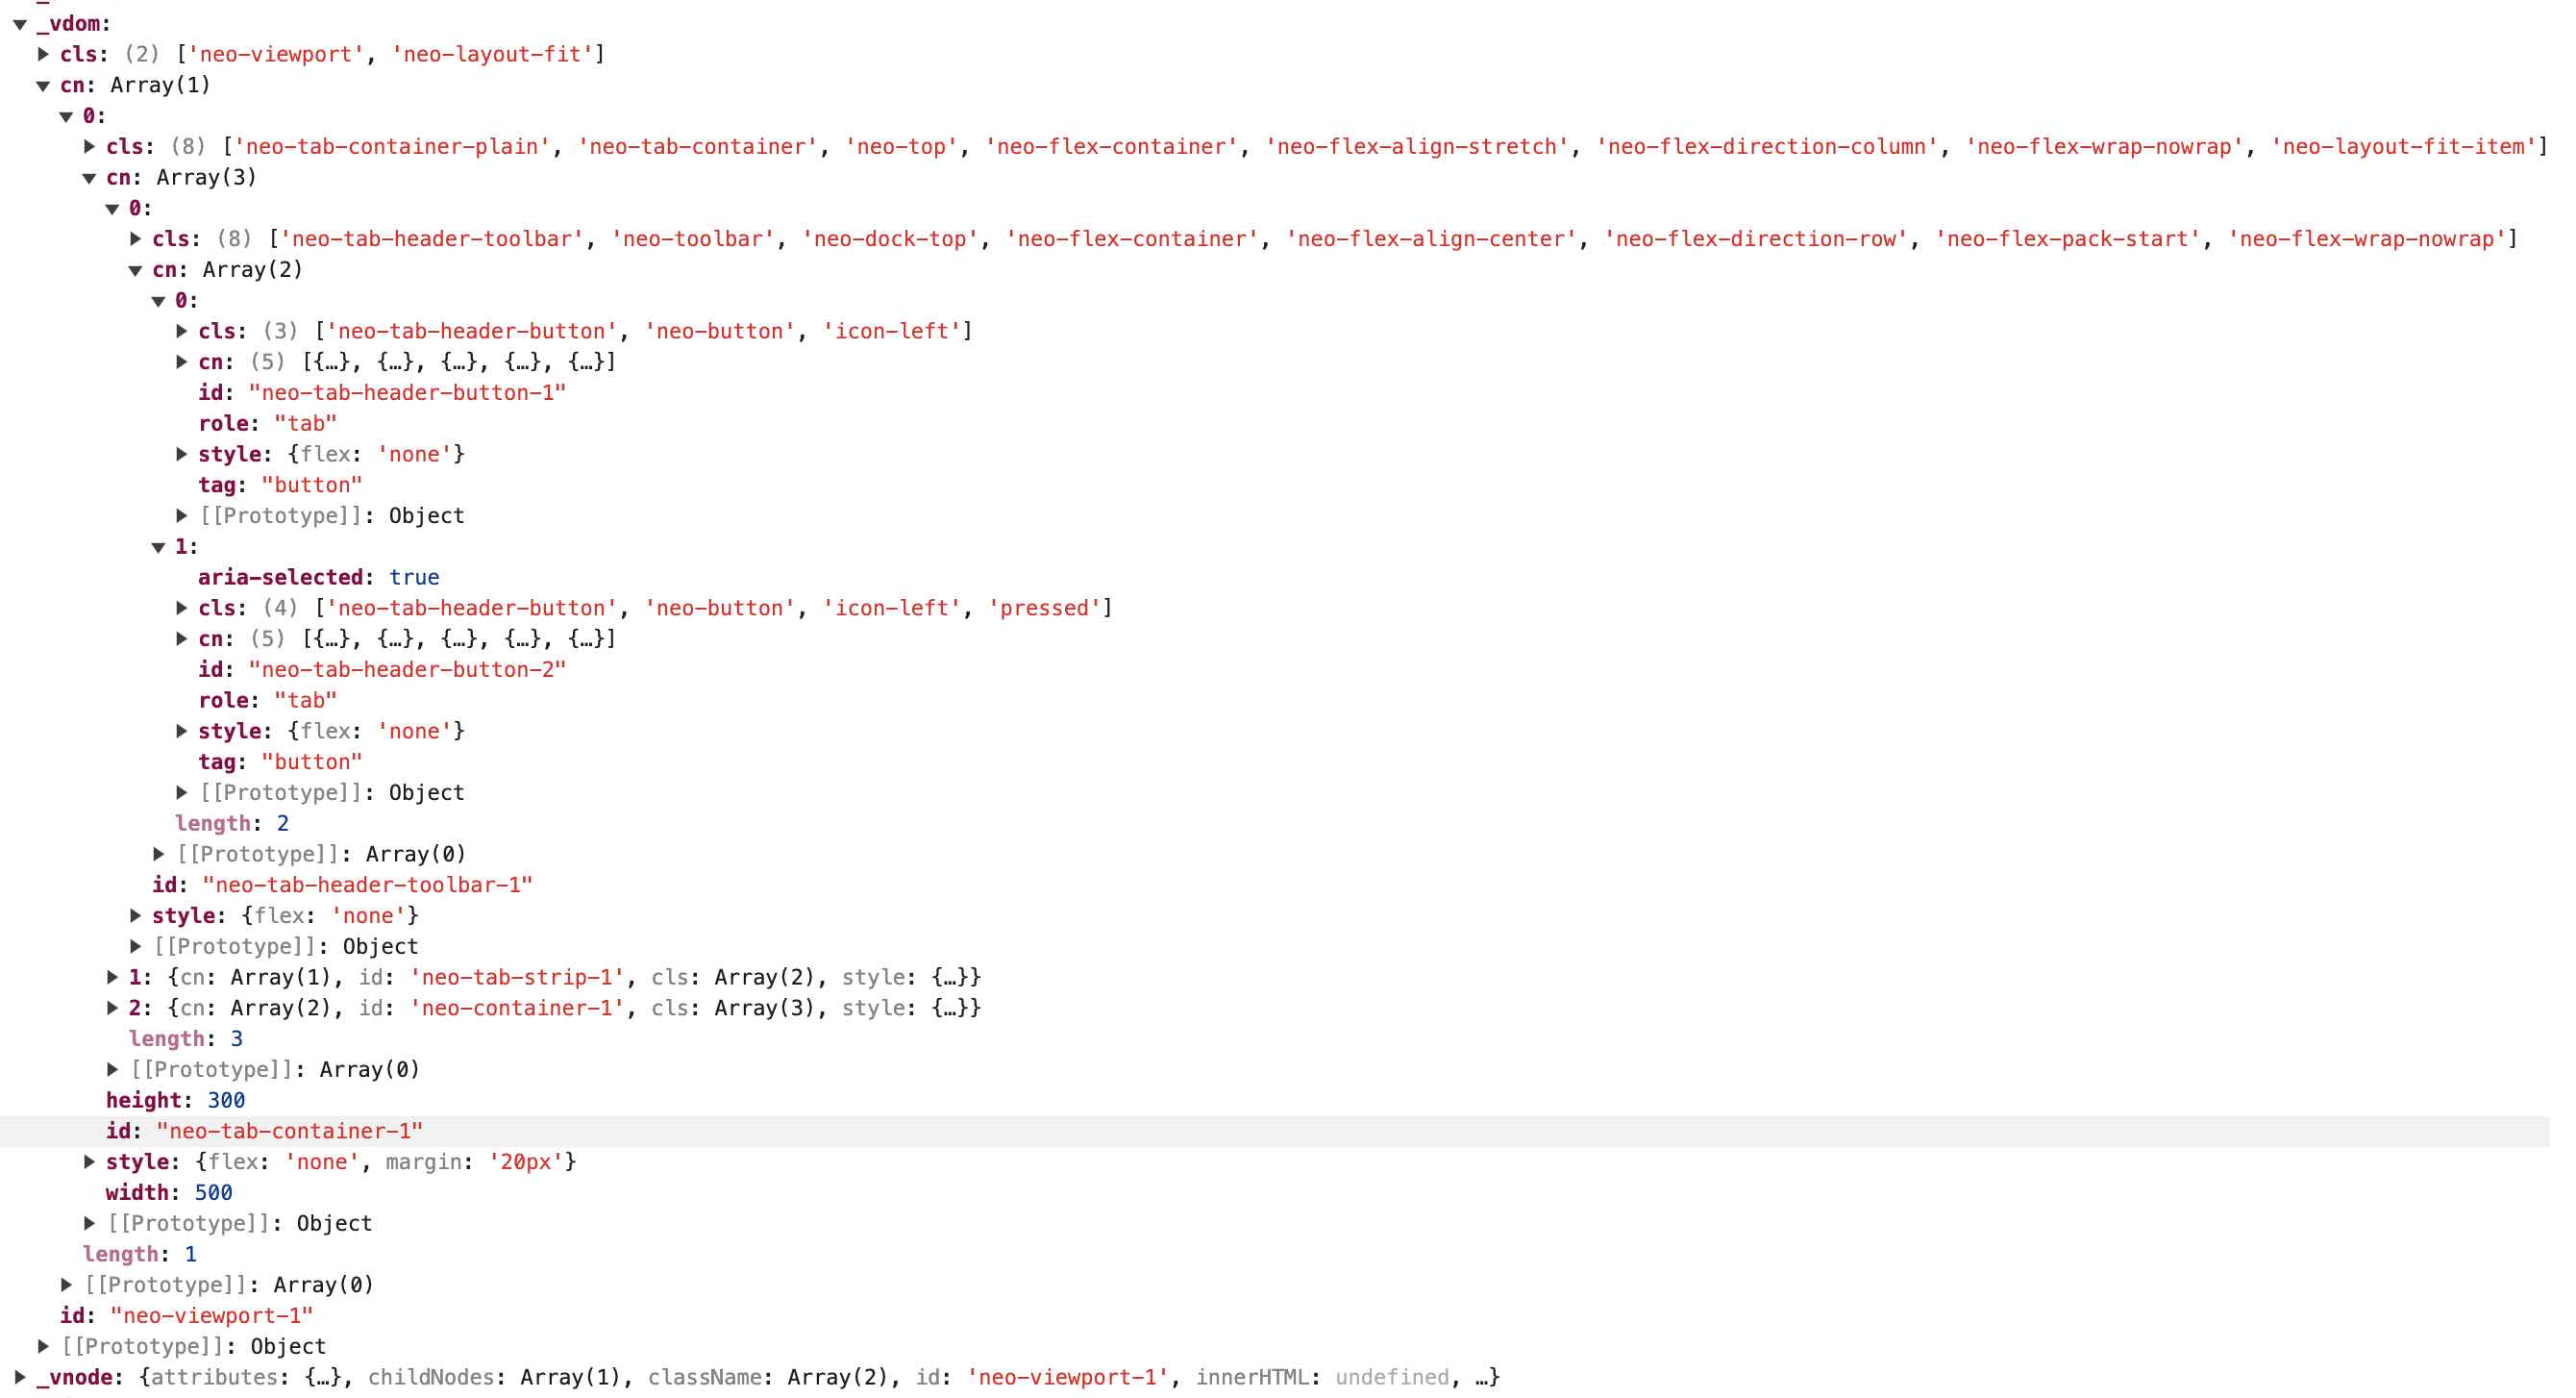 _vdom:
cls: (2) ['neo-viewport', 'neo-layout-fit']
cn: Array(1)
0:
cls: (8) ['neo-tab-container-plain', 'neo-tab-container', 'neo-top', 'neo-flex-container', 'neo-flex-align-stretch', 'neo-flex-direction-column', 'neo-flex-wrap-nowrap', 'neo-layout-fit-item']
cn: Array(3)
0:
cls: (8) ['neo-tab-header-toolbar', 'neo-toolbar', 'neo-dock-top', 'neo-flex-container', 'neo-flex-align-center', 'neo-flex-direction-row', 'neo-flex-pack-start', 'neo-flex-wrap-nowrap']
cn: Array(2)
0:
cls: (3) ['neo-tab-header-button', 'neo-button', 'icon-left']
cn: (5) [{…}, {…}, {…}, {…}, {…}]
id: "neo-tab-header-button-1"
role: "tab"
style: {flex: 'none'}
tag: "button"
[[Prototype]]: Object
1:
aria-selected: true
cls: (4) ['neo-tab-header-button', 'neo-button', 'icon-left', 'pressed']
cn: (5) [{…}, {…}, {…}, {…}, {…}]
id: "neo-tab-header-button-2"
role: "tab"
style: {flex: 'none'}
tag: "button"
[[Prototype]]: Object
length: 2
[[Prototype]]: Array(0)
id: "neo-tab-header-toolbar-1"
style: {flex: 'none'}
[[Prototype]]: Object
1: {cn: Array(1), id: 'neo-tab-strip-1', cls: Array(2), style: {…}}
2: {cn: Array(2), id: 'neo-container-1', cls: Array(3), style: {…}}
length: 3
[[Prototype]]: Array(0)
height: 300
id: "neo-tab-container-1"
style: {flex: 'none', margin: '20px'}
width: 500
[[Prototype]]: Object
length: 1
[[Prototype]]: Array(0)
id: "neo-viewport-1"
[[Prototype]]: Object
_vnode: {attributes: {…}, childNodes: Array(1), className: Array(2), id: 'neo-viewport-1', innerHTML: undefined, …}